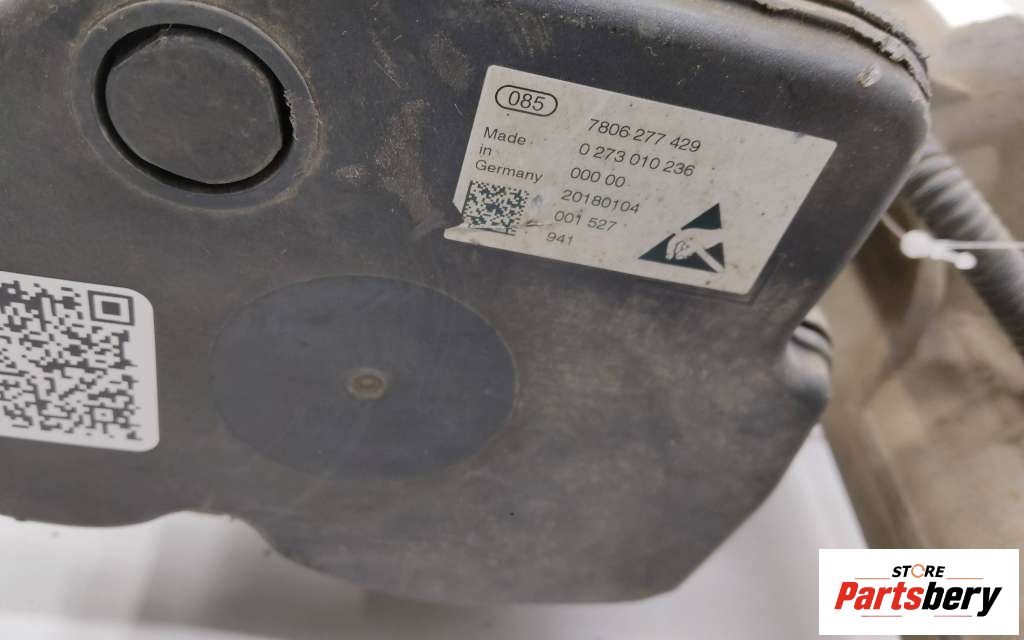 085
7806 277 429
0 273 010 236
000 00
20180104
001 527
941
Made
in
Germany
STORE
Partsbery